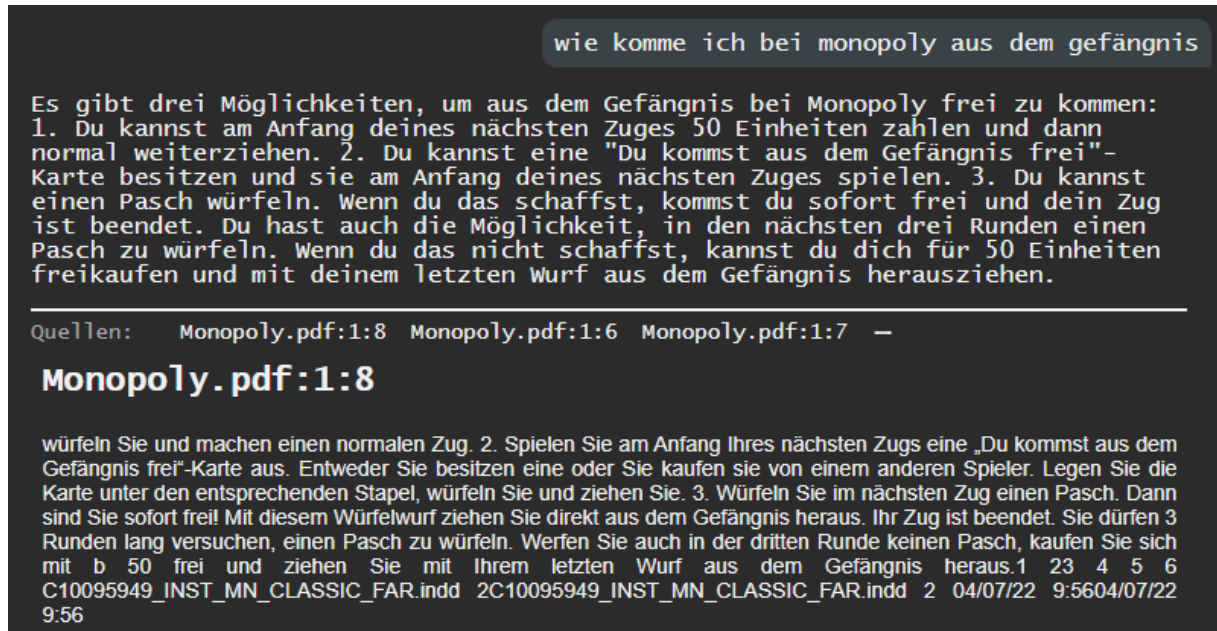 wie komme ich bei monopoly aus dem gefängnis
Es gibt drei Möglichkeiten, um aus dem Gefängnis bei Monopoly frei zu kommen:
1. Du kannst am Anfang deines nächsten Zuges 50 Einheiten zahlen und dann
normal weiterziehen. 2. Du kannst eine "Du kommst aus dem Gefängnis frei"-
Karte besitzen und sie am Anfang deines nächsten Zuges spielen. 3. Du kannst
einen Pasch würfeln. Wenn du das schaffst, kommst du sofort frei und dein Zug
ist beendet. Du hast auch die Möglichkeit, in den nächsten drei Runden einen
Pasch zu würfeln. Wenn du das nicht schaffst, kannst du dich für 50 Einheiten
freikaufen und mit deinem letzten Wurf aus dem Gefängnis herausziehen.
Quellen: Monopoly.pdf:1:8 Monopoly.pdf:1:6 Monopoly.pdf:1:7 —
Monopoly.pdf:1:8
würfeln Sie und machen einen normalen Zug. 2. Spielen Sie am Anfang Ihres nächsten Zugs eine „Du kommst aus dem
Gefängnis frei“-Karte aus. Entweder Sie besitzen eine oder Sie kaufen sie von einem anderen Spieler. Legen Sie die
Karte unter den entsprechenden Stapel, würfeln Sie und ziehen Sie. 3. Würfeln Sie im nächsten Zug einen Pasch. Dann
sind Sie sofort frei! Mit diesem Würfelwurf ziehen Sie direkt aus dem Gefängnis heraus. Ihr Zug ist beendet. Sie dürfen 3
Runden lang versuchen, einen Pasch zu würfeln. Werfen Sie auch in der dritten Runde keinen Pasch, kaufen Sie sich
mit b 50 frei und ziehen Sie mit Ihrem letzten Wurf aus dem Gefängnis heraus.1 23 4 5 6
C10095949_INST_MN_CLASSIC_FAR.indd 2C10095949_INST_MN_CLASSIC_FAR.indd 2 04/07/22 9:5604/07/22
9:56